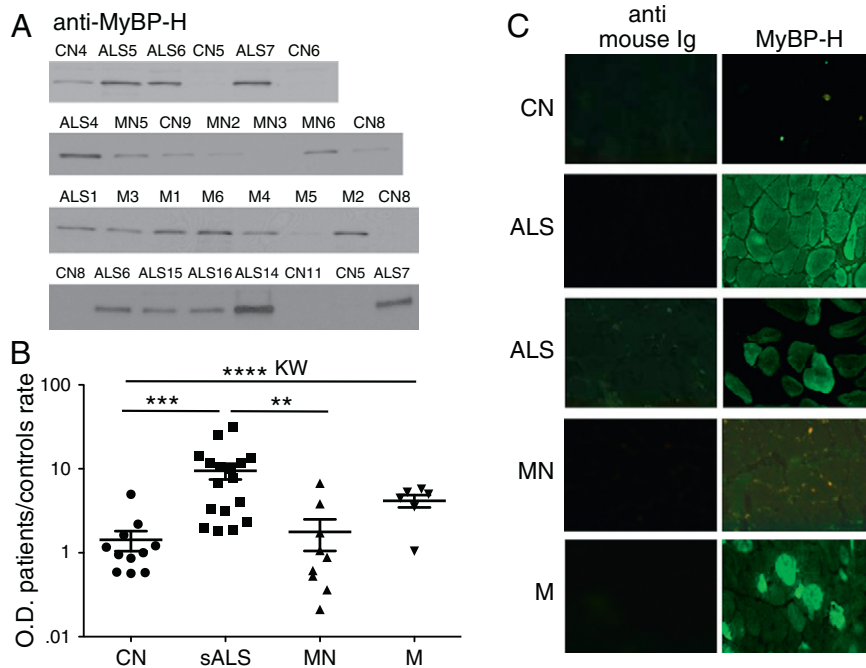 A
anti-MyBP-H
CN4 ALS5 ALS6 CN5 ALS7 CN6
ALS4 MN5 CN9 MN2 MN3 MN6 CN8
ALS1 M3 M1 M6 M4 M5 M2 CN8
CN8 ALS6 ALS15 ALS16 ALS14 CN11 CN5 ALS7
B
**** KW
*** **
100
10
1
.01
O.D. patients/controls rate
CN sALS MN M
C
anti
mouse Ig MyBP-H
CN
ALS
ALS
MN
M